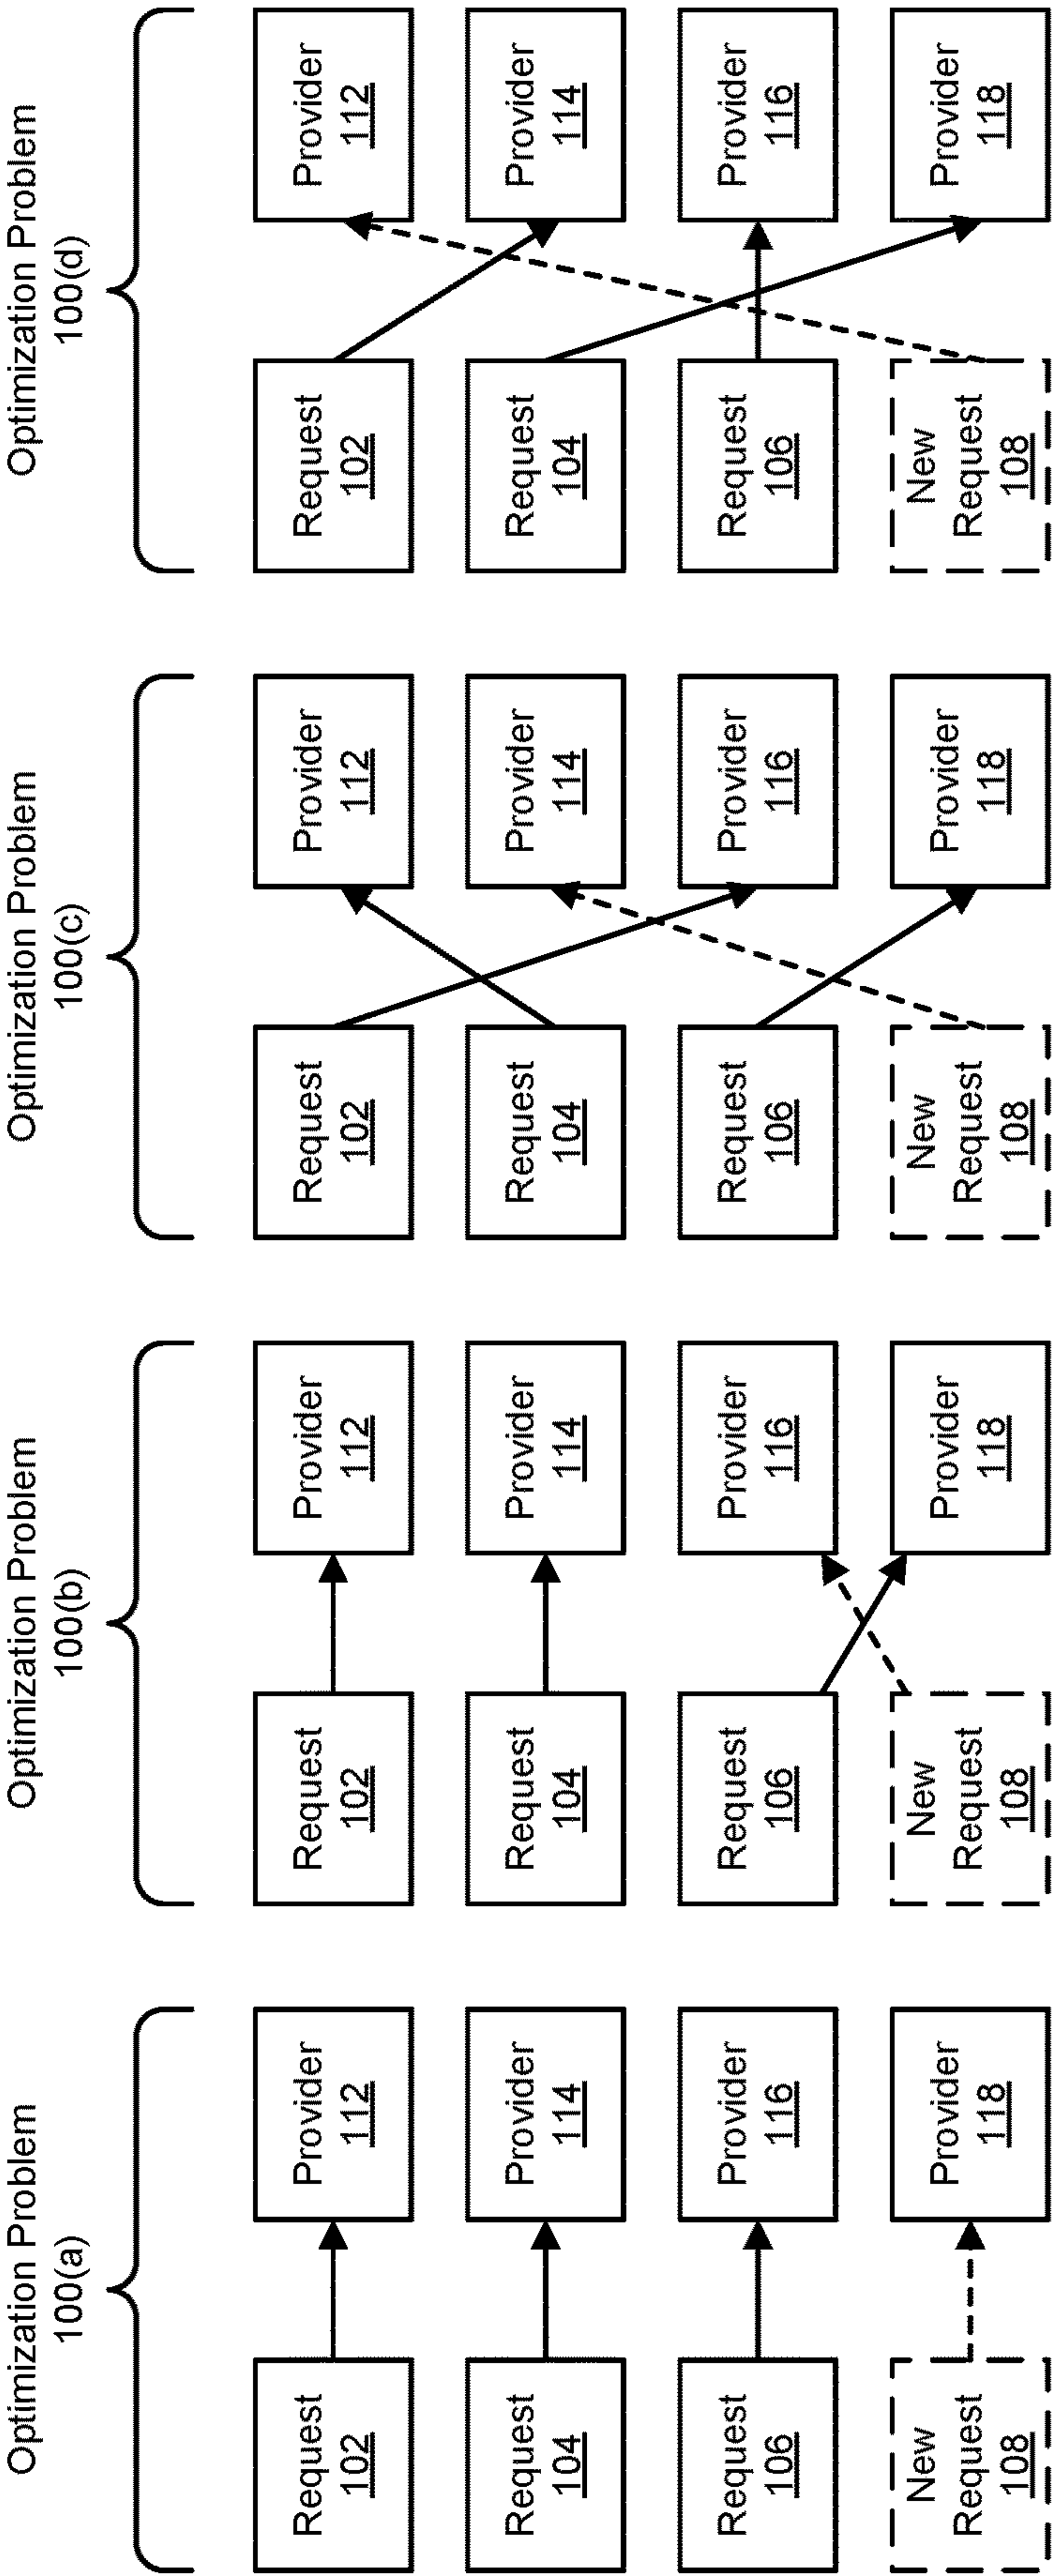 Optimization Problem
100(a)
Request
102
Provider
112
Request
104
Provider
114
Request
106
Provider
116
New
Request
108
Provider
118
Optimization Problem
100(b)
Request
102
Provider
112
Request
104
Provider
114
Request
106
Provider
116
New
Request
108
Provider
118
Optimization Problem
100(c)
Request
102
Provider
112
Request
104
Provider
114
Request
106
Provider
116
New
Request
108
Provider
118
Optimization Problem
100(d)
Request
102
Provider
112
Request
104
Provider
114
Request
106
Provider
116
New
Request
108
Provider
118